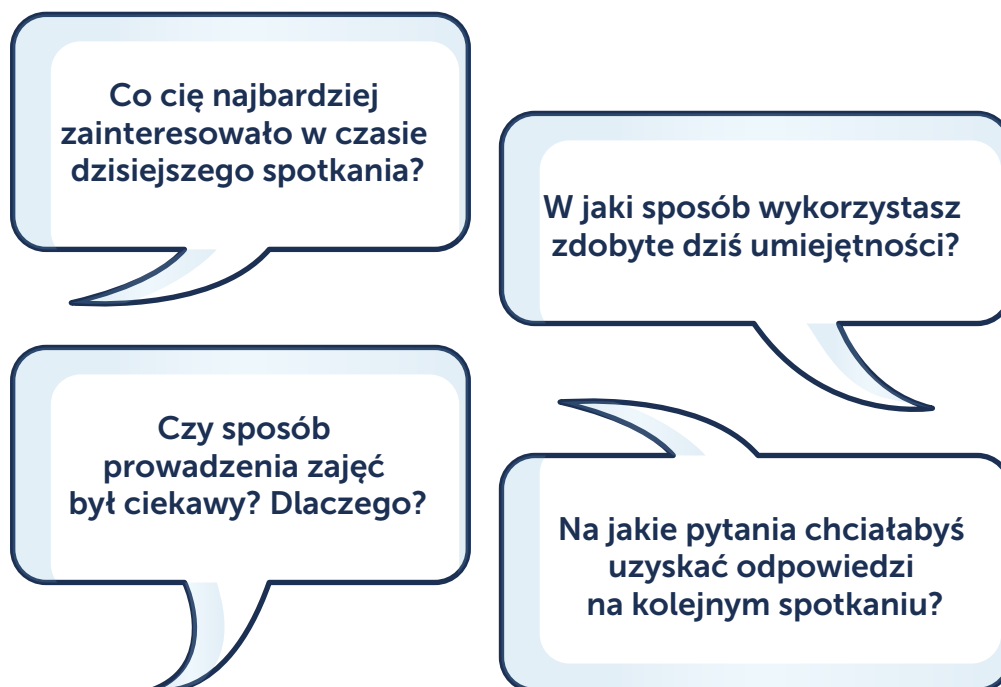 Co cię najbardziej
zainteresowało w czasie
dzisiejszego spotkania?
W jaki sposób wykorzystasz
zdobyte dziś umiejętności?
Czy sposób
prowadzenia zajęć
był ciekawy? Dlaczego?
Na jakie pytania chciałabyś
uzyskać odpowiedzi
na kolejnym spotkaniu?